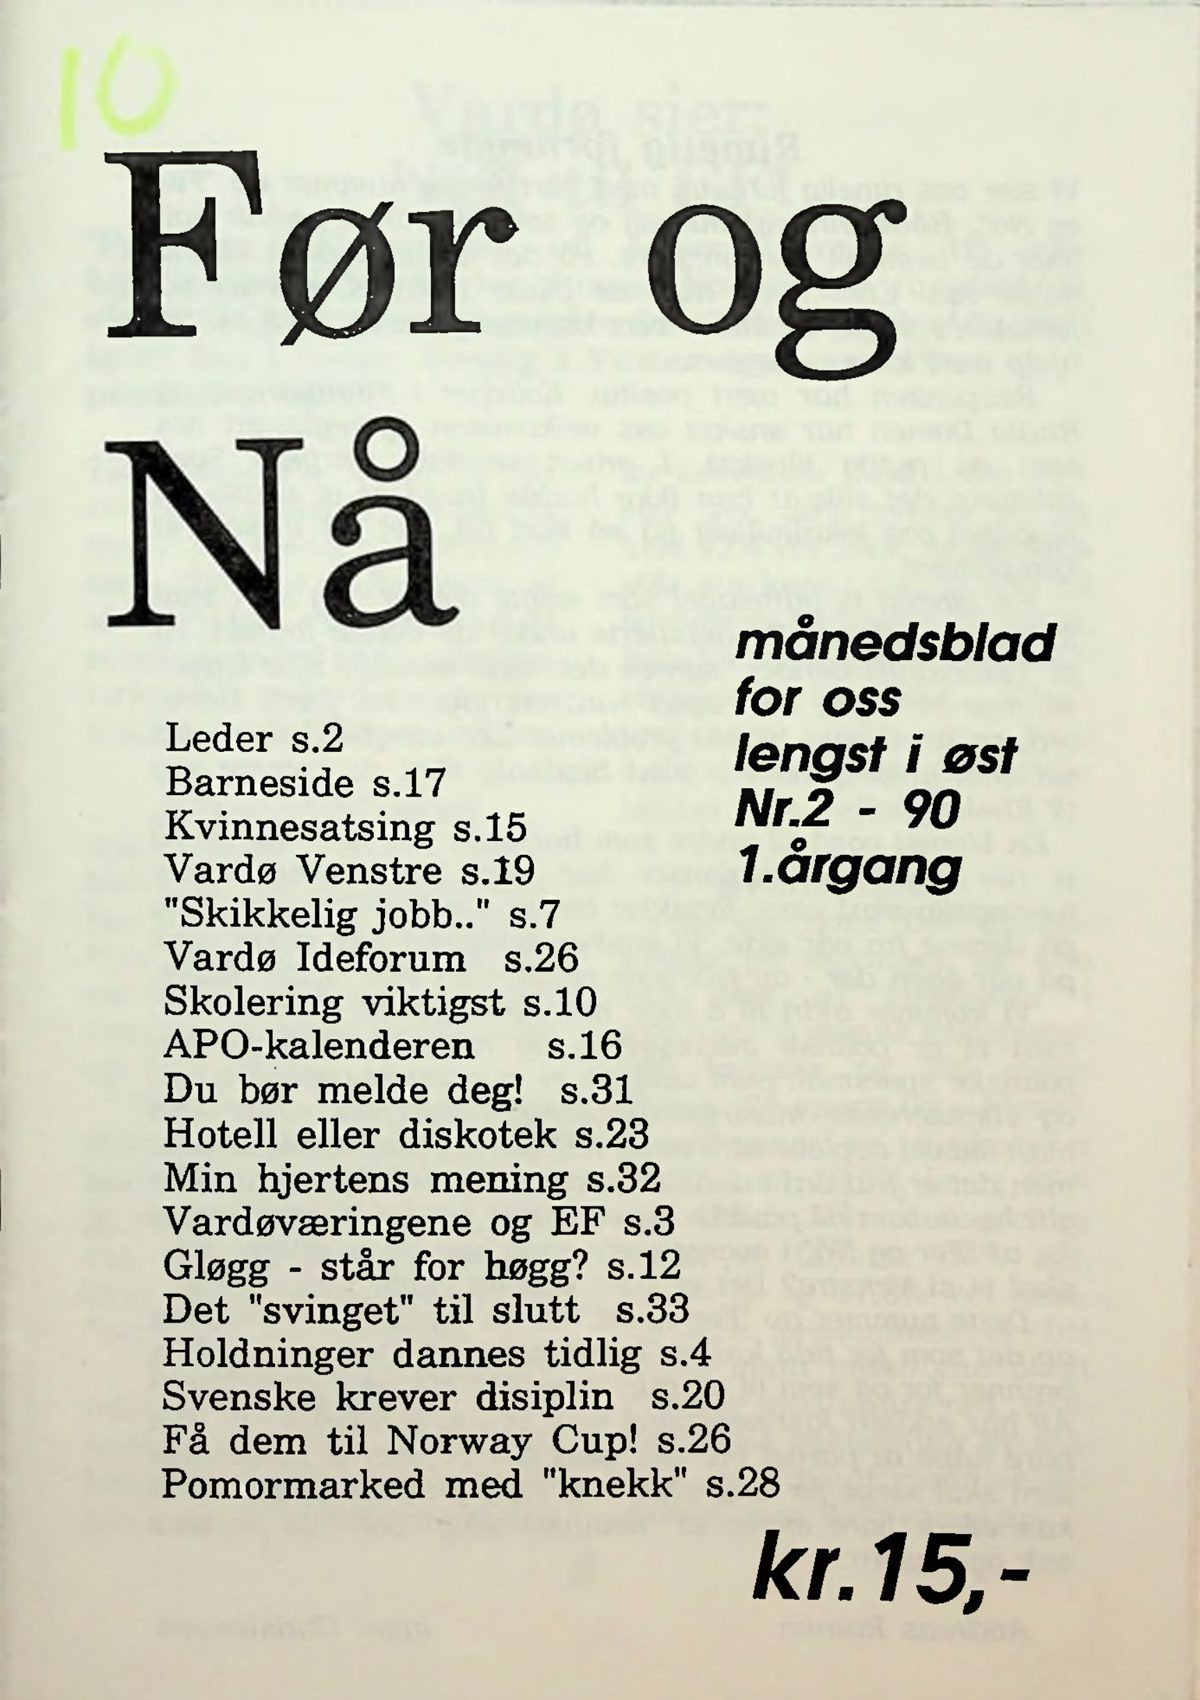 10
Før og
Nå
månedsblad
for oss
lengst i øst
Nr.2 - 90
1.årgang
Leder s.2
Barneside s.17
Kvinnesatsing s.15
Vardø Venstre s.19
"Skikkelig jobb.." s.7
Vardø Ideforum s.26
Skolering viktigst s.10
APO-kalenderen s.16
Du bør melde deg! s.31
Hotell eller diskotek s.23
Min hjertens mening s.32
Vardøværingene og EF s.3
Gløgg - står for høgg? s.12
Det "svinget" til slutt s.33
Holdninger dannes tidlig s.4
Svenske krever disiplin s.20
Få dem til Norway Cup! s.26
Pomormarked med "knekk" s.28
kr.15,-